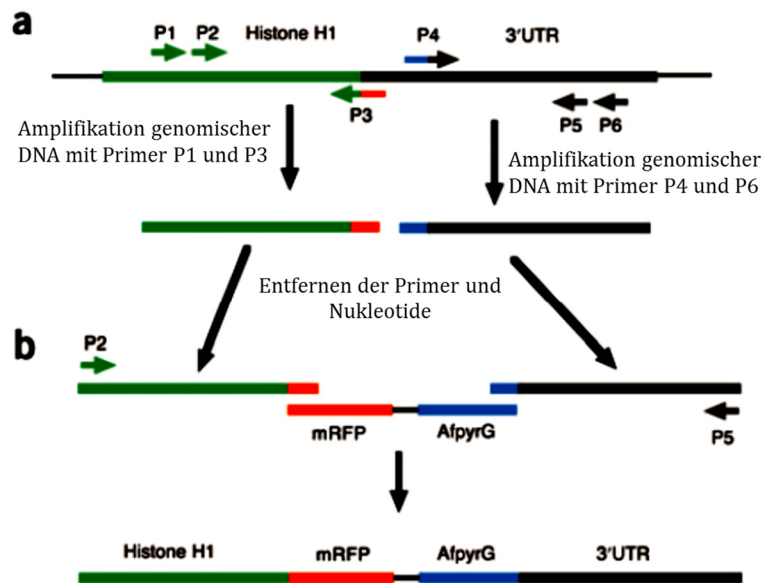 a
P1 P2 Histone H1 P4 3'UTR
P3 P5 P6
Amplifikation genomischer
DNA mit Primer P1 und P3
Amplifikation genomischer
DNA mit Primer P4 und P6
Entfernen der Primer und
Nukleotide
b
P2
mRFP AfpyrG P5
Histone H1 mRFP AfpyrG 3'UTR